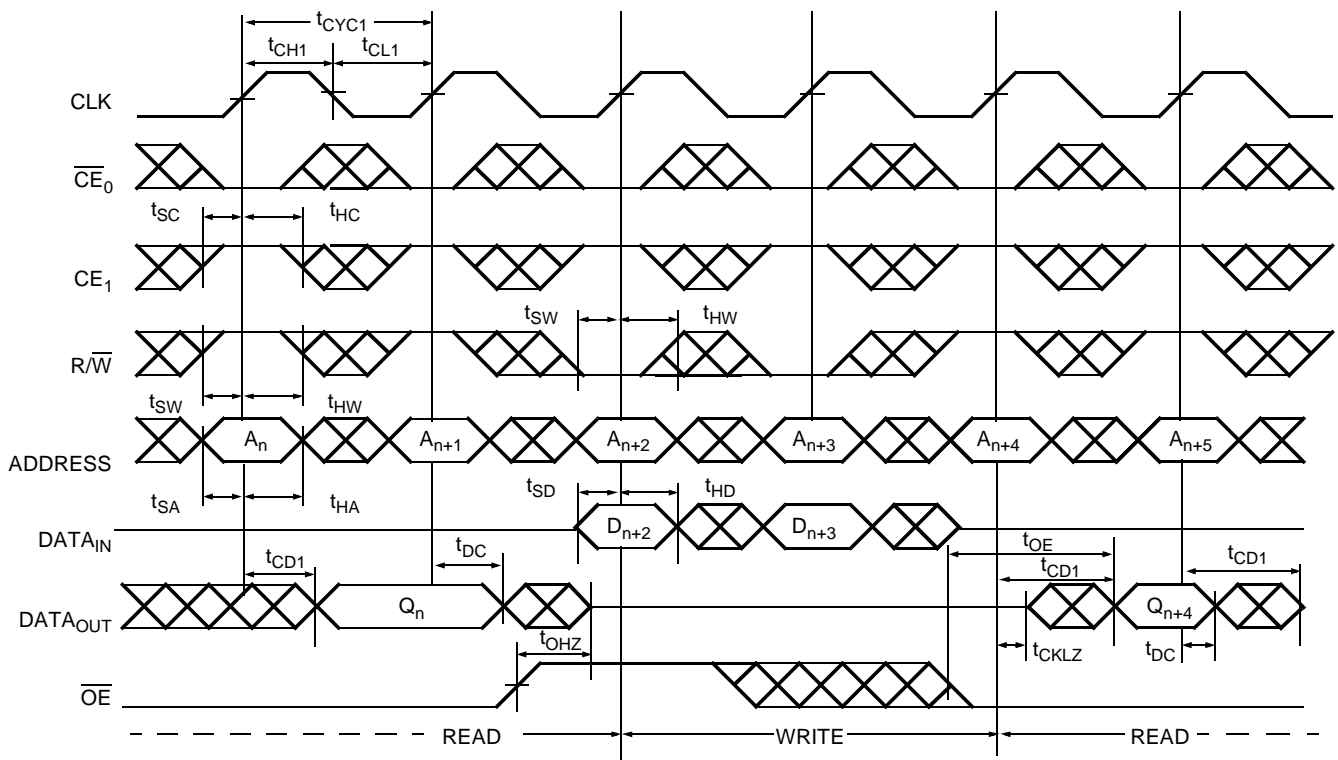 tCYC1
tCH1 tCL1
CLK
CE0
tSC tHC
CE1
tSW tHW
R/W
tSW tHW
An An+1 An+2 An+3 An+4 An+5
ADDRESS
tSA tHA tSD tHD
DATAIN Dn+2 Dn+3
tOE
tCD1 tDC tCD1 tCD1
DATAOUT Qn Qn+4
tOHZ tCKLZ tDC
OE
READ WRITE READ